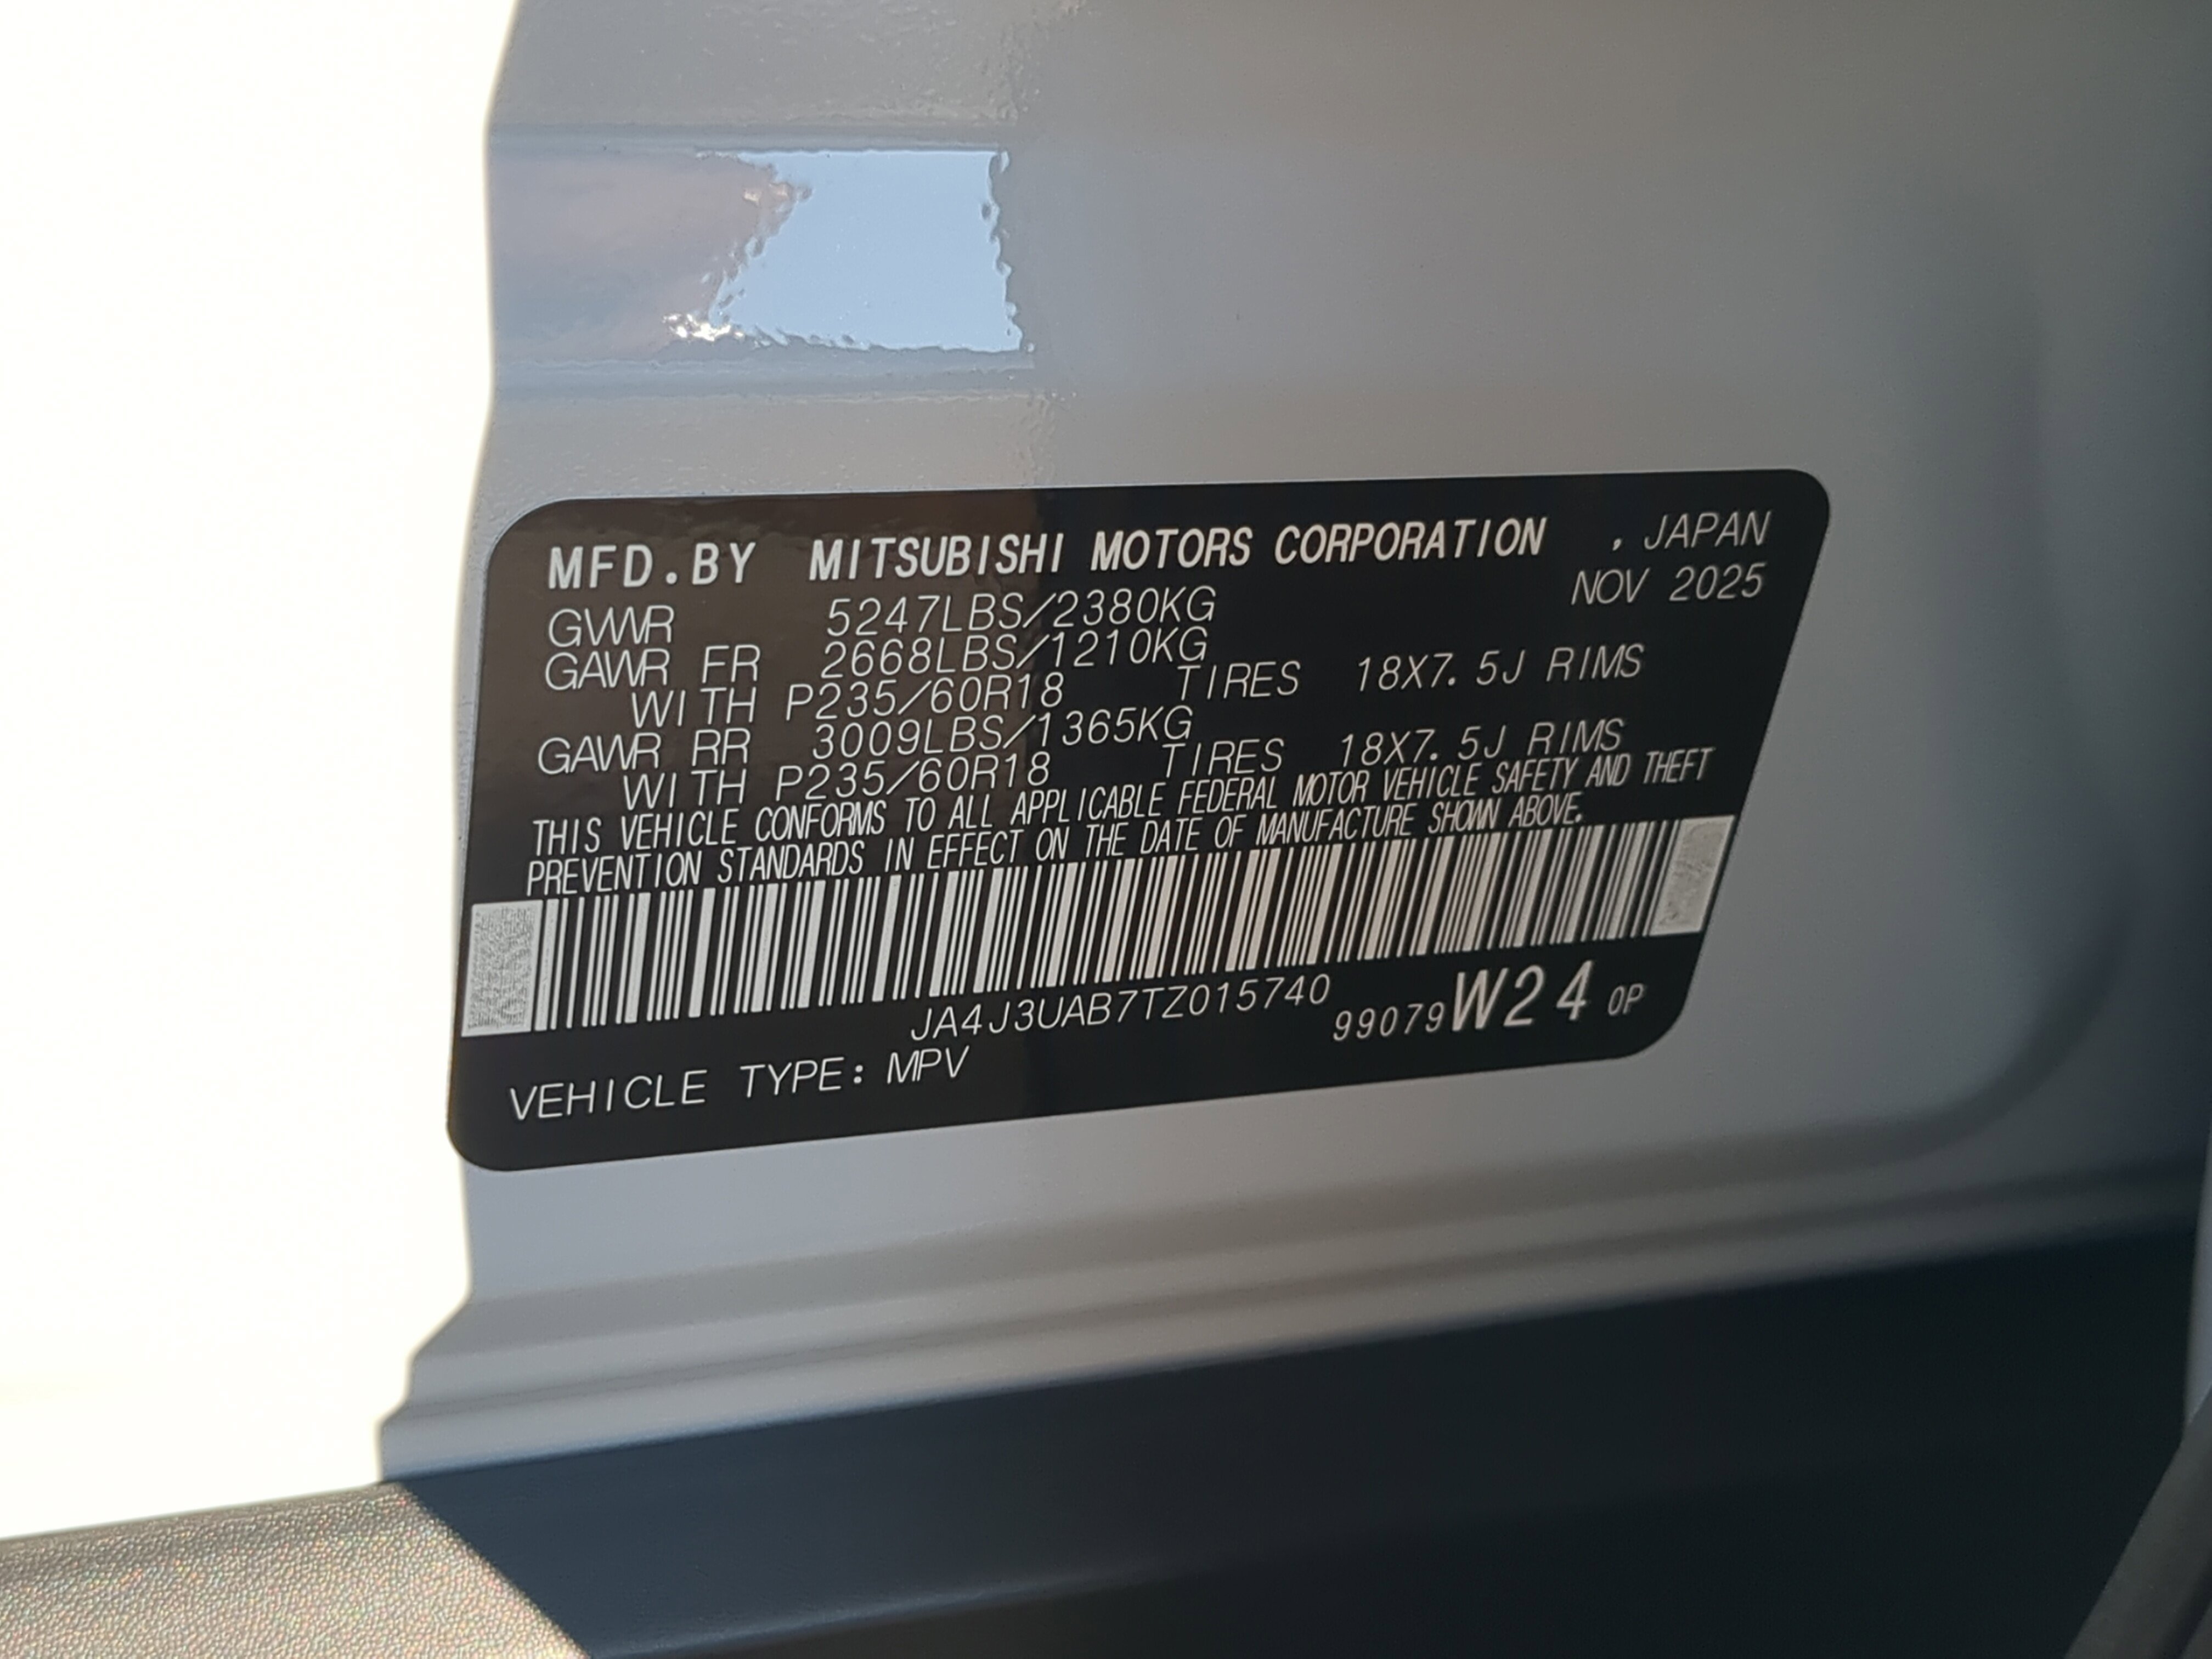 MFD.BY MITSUBISHI MOTORS CORPORATION , JAPAN
NOV 2025
GVWR 5247LBS/2380KG
GAWR FR 2668LBS/1210KG
WITH P235/60R18 TIRES 18X7.5J RIMS
GAWR RR 3009LBS/1365KG
WITH P235/60R18 TIRES 18X7.5J RIMS
THIS VEHICLE CONFORMS TO ALL APPLICABLE FEDERAL MOTOR VEHICLE SAFETY AND THEFT
PREVENTION STANDARDS IN EFFECT ON THE DATE OF MANUFACTURE SHOWN ABOVE.
JA4J3UAB7TZ015740
99079 W24 0P
VEHICLE TYPE: MPV